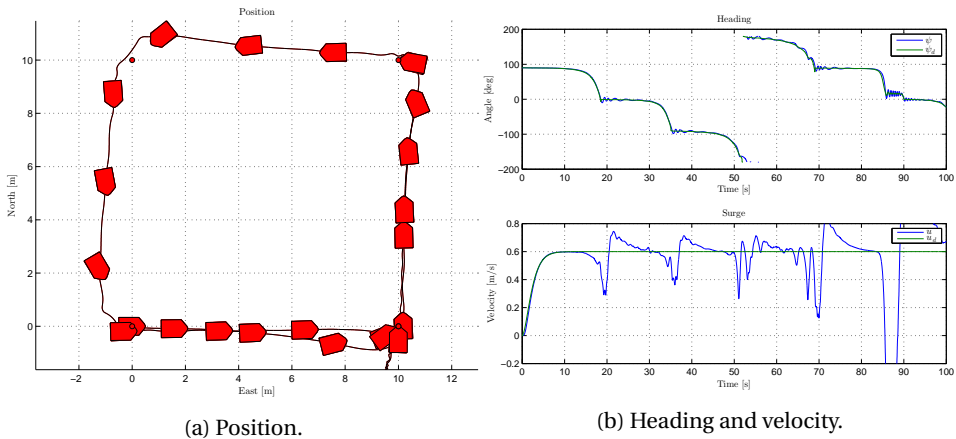 Position
10
8
6
4
2
0
North [m]
−2 0 2 4 6 8 10 12
East [m]
(a) Position.
Heading
200
100
0
−100
−200
Angle [deg]
ψ
ψd
0 10 20 30 40 50 60 70 80 90 100
Time [s]
Surge
0.8
0.6
0.4
0.2
0
−0.2
Velocity [m/s]
u
ud
0 10 20 30 40 50 60 70 80 90 100
Time [s]
(b) Heading and velocity.